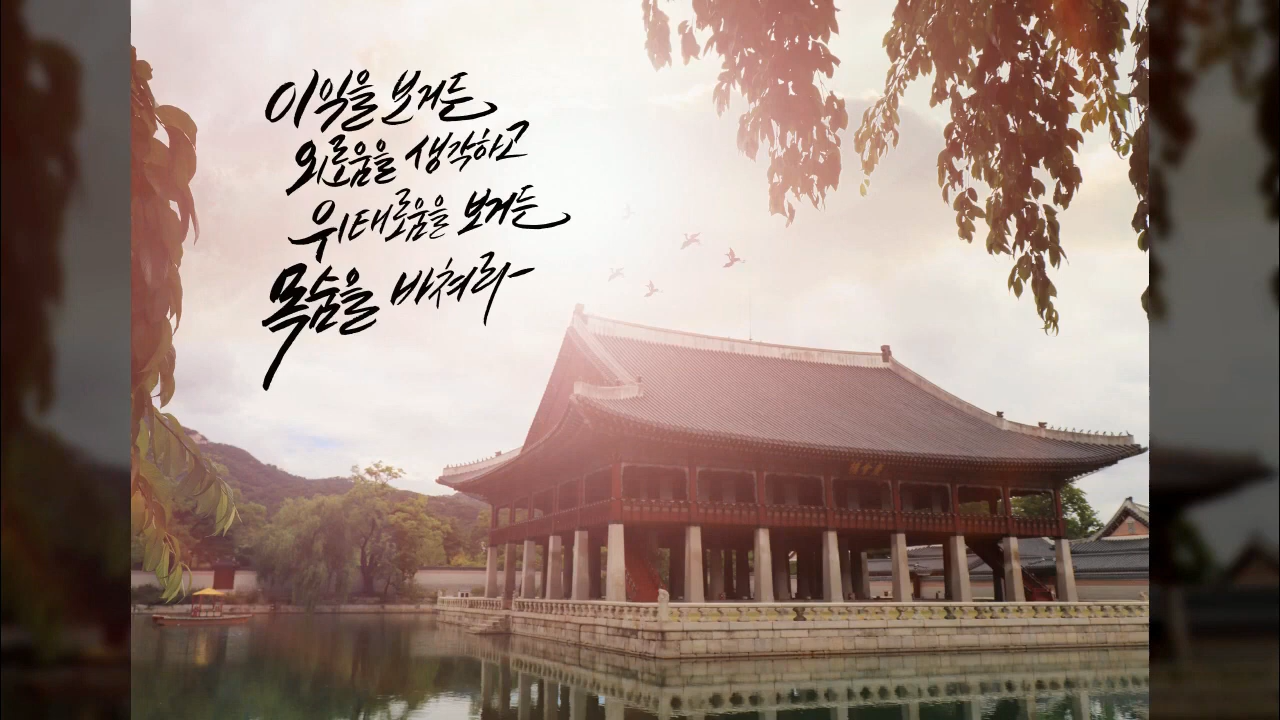 이익을 보거든
외로움을 생각하고
위태로움을 보거든
목숨을 바쳐라